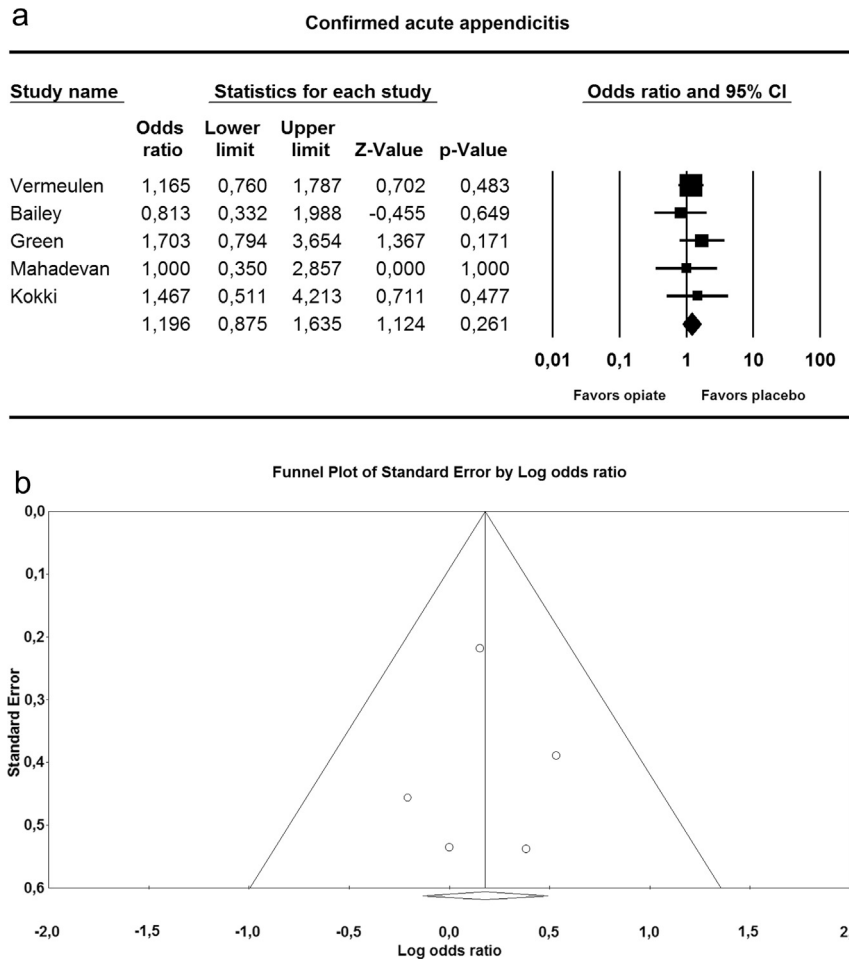 a
Confirmed acute appendicitis
Study name Statistics for each study Odds ratio and 95% CI
Odds ratio Lower limit Upper limit Z-Value p-Value
Vermeulen 1,165 0,760 1,787 0,702 0,483
Bailey 0,813 0,332 1,988 -0,455 0,649
Green 1,703 0,794 3,654 1,367 0,171
Mahadevan 1,000 0,350 2,857 0,000 1,000
Kokki 1,467 0,511 4,213 0,711 0,477
1,196 0,875 1,635 1,124 0,261
0,01 0,1 1 10 100
Favors opiate Favors placebo
b
Funnel Plot of Standard Error by Log odds ratio
Standard Error
0,0
0,1
0,2
0,3
0,4
0,5
0,6
-2,0 -1,5 -1,0 -0,5 0,0 0,5 1,0 1,5
Log odds ratio